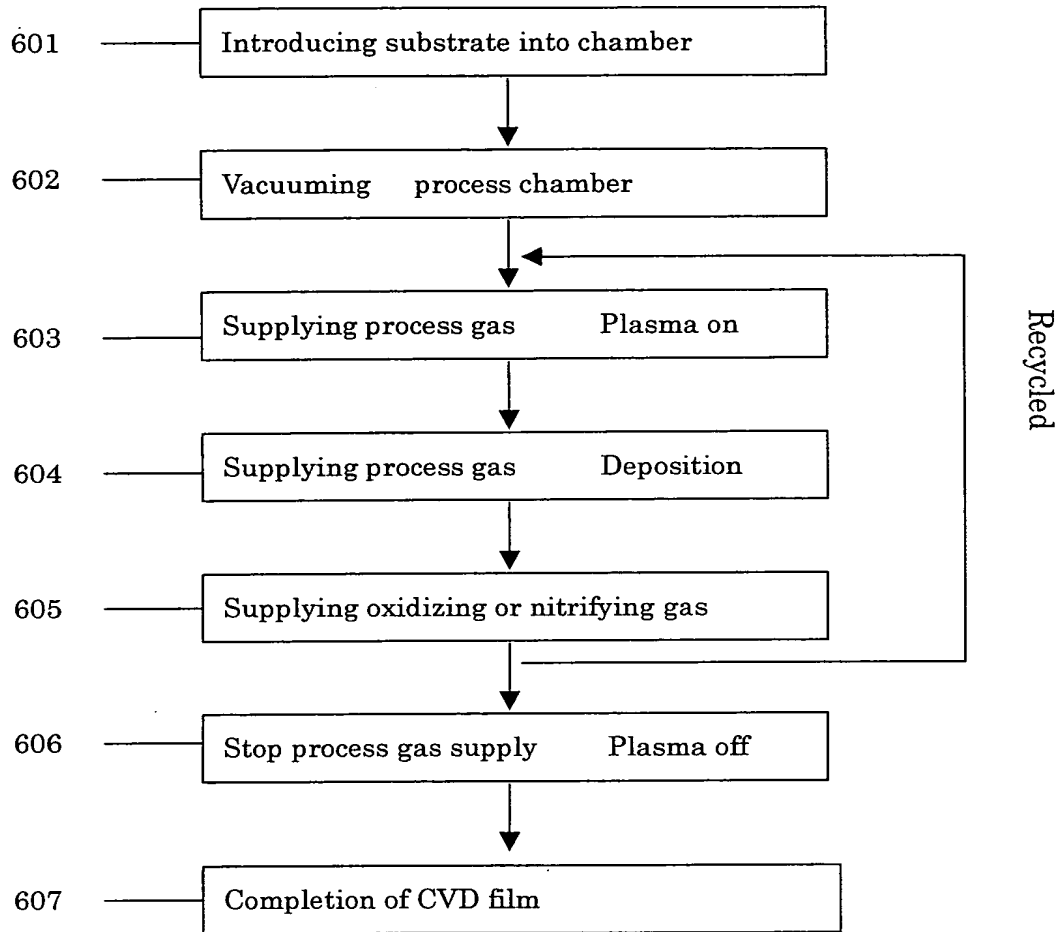 601 Introducing substrate into chamber
602 Vacuuming process chamber
603 Supplying process gas Plasma on
604 Supplying process gas Deposition
605 Supplying oxidizing or nitrifying gas
606 Stop process gas supply Plasma off
607 Completion of CVD film
Recycled